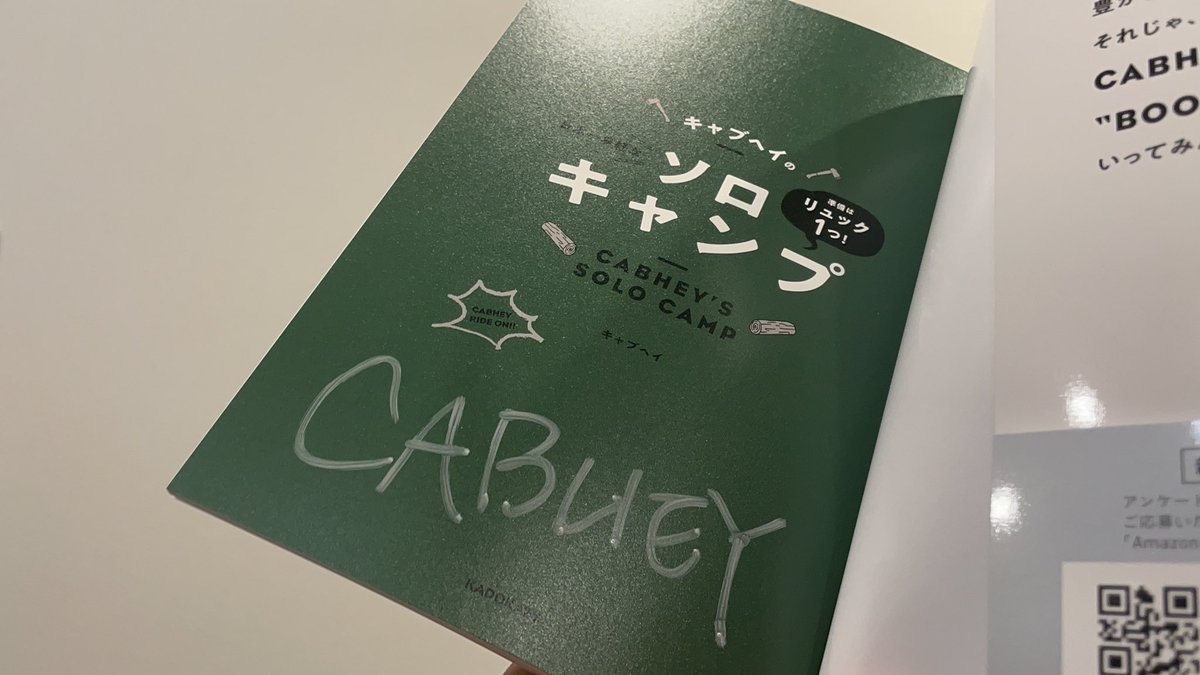 キャブヘイの
ソロ
キャンプ
準備は
リュック
1つ!
CABHEY'S
SOLO CAMP
CABHEY
RIDE ON!!
キャブヘイ
CABHEY
KADOKAWA
それじゃ、
CABH
"BOO
いってみ
アンケート
ご応募いた
「Amazon